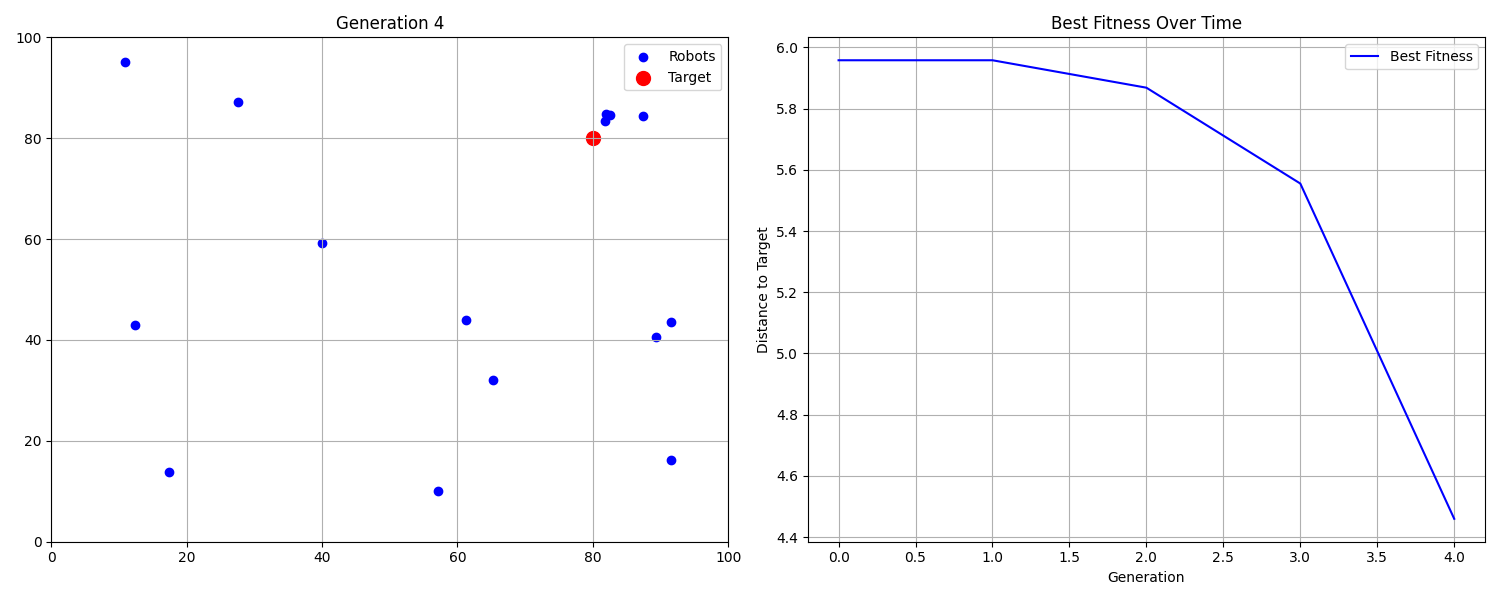 Generation 4
100
80
60
40
20
0
0 20 40 60 80 100
Robots
Target
Best Fitness Over Time
Distance to Target
6.0
5.8
5.6
5.4
5.2
5.0
4.8
4.6
4.4
0.0 0.5 1.0 1.5 2.0 2.5 3.0 3.5 4.0
Generation
Best Fitness